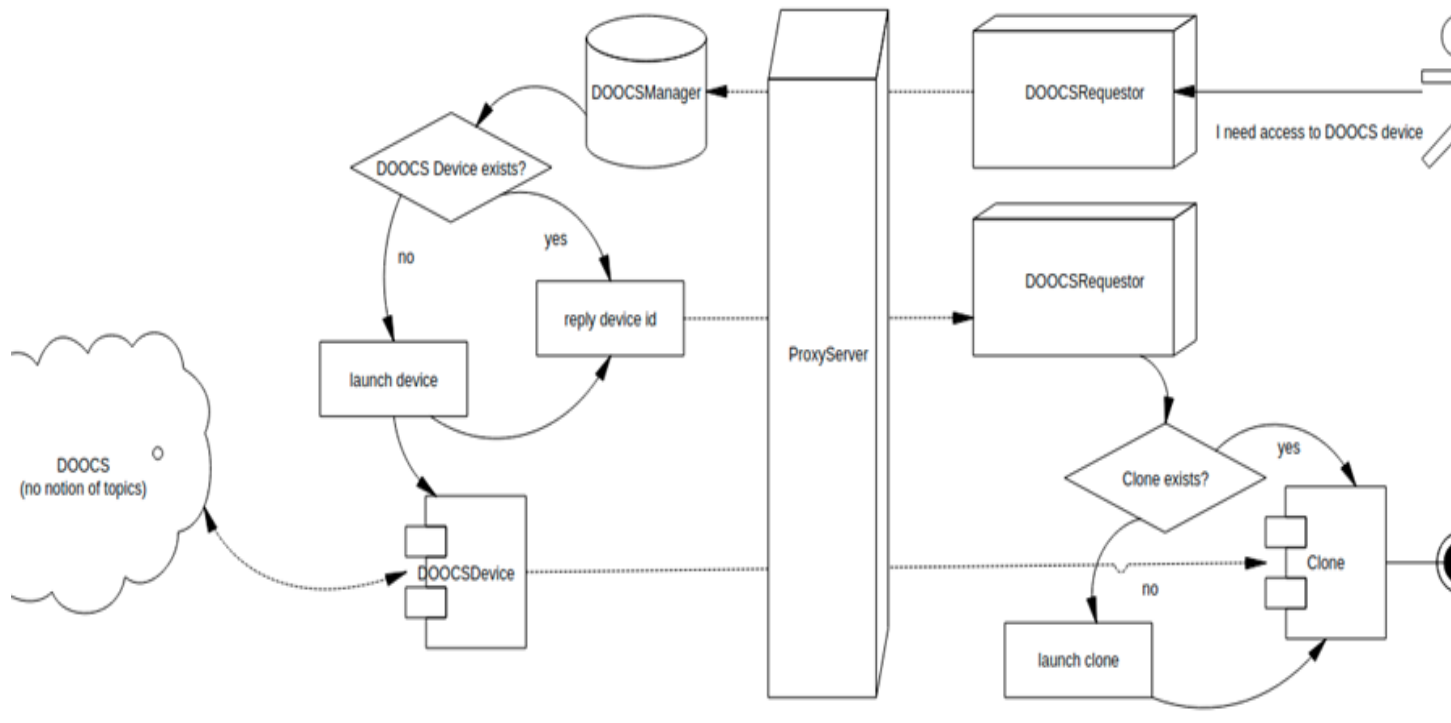 DOOCSManager
DOOCSRequestor
I need access to DOOCS device
DOOCS Device exists?
no
yes
DOOCSRequestor
reply device id
ProxyServer
launch device
DOOCS
(no notion of topics)
Clone exists?
yes
DOOCSDevice
Clone
no
launch clone